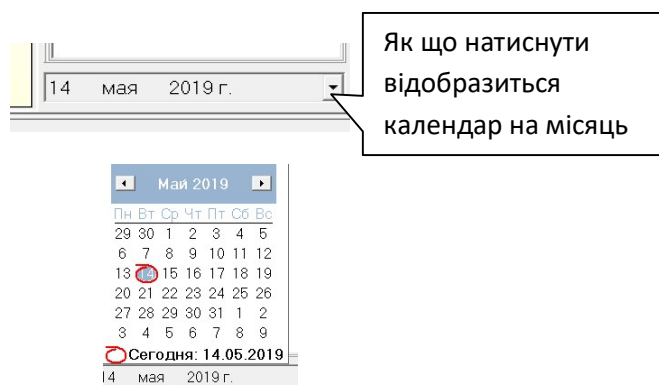 14 мая 2019 г.
Як що натиснути
відобразиться
календар на місяць
Май 2019
Пн Вт Ср Чт Пт Сб Вс
29 30 1 2 3 4 5
6 7 8 9 10 11 12
13 14 15 16 17 18 19
20 21 22 23 24 25 26
27 28 29 30 31 1 2
3 4 5 6 7 8 9
Сегодня: 14.05.2019
14 мая 2019 г.